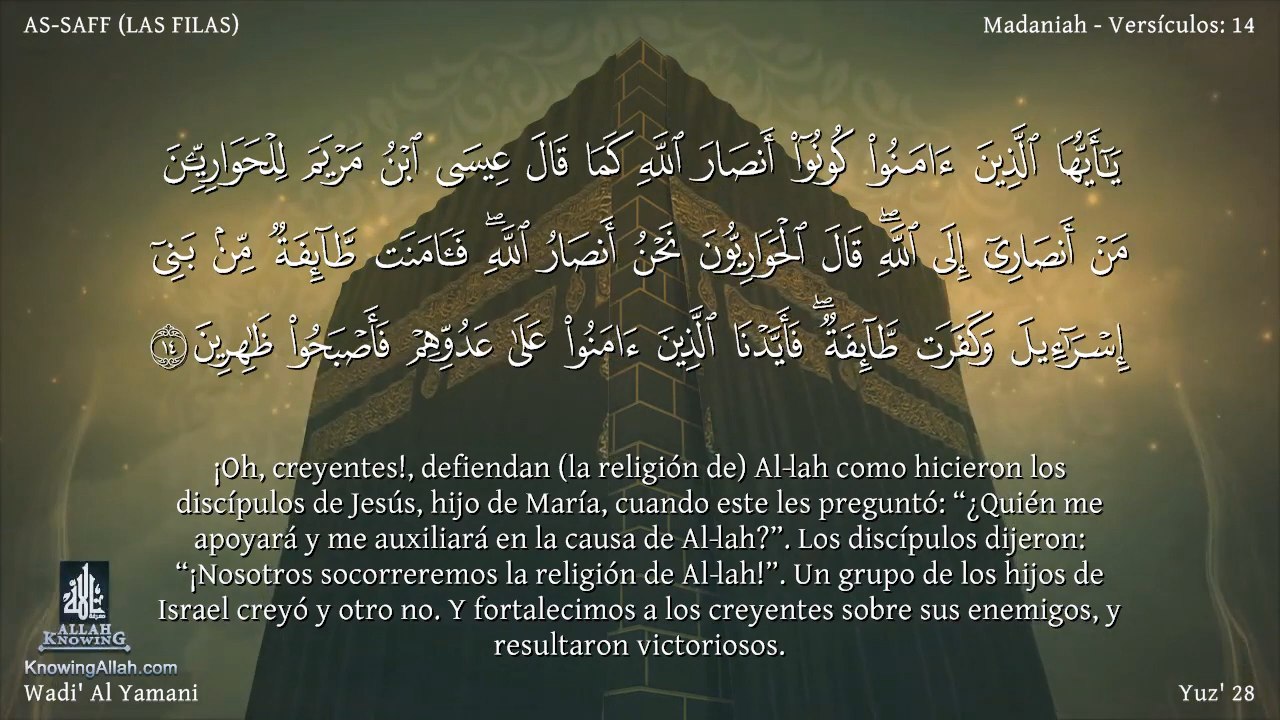 AS-SAFF (LAS FILAS)
Madaniah - Versículos: 14
يَـٰٓأَيُّهَا ٱلَّذِينَ ءَامَنُوا۟ كُونُوٓا۟ أَنصَارَ ٱللَّهِ كَمَا قَالَ عِيسَى ٱبْنُ مَرْيَمَ لِلْحَوَارِيِّـۧنَ
مَنْ أَنصَارِىٓ إِلَى ٱللَّهِ ۖ قَالَ ٱلْحَوَارِيُّونَ نَحْنُ أَنصَارُ ٱللَّهِ ۖ فَـَٔامَنَت طَّآئِفَةٌ مِّنۢ بَنِىٓ
إِسْرَٰٓءِيلَ وَكَفَرَت طَّآئِفَةٌ ۖ فَأَيَّدْنَا ٱلَّذِينَ ءَامَنُوا۟ عَلَىٰ عَدُوِّهِمْ فَأَصْبَحُوا۟ ظَـٰهِرِينَ ١٤
¡Oh, creyentes!, defiendan (la religión de) Al-lah como hicieron los
discípulos de Jesús, hijo de María, cuando este les preguntó: “¿Quién me
apoyará y me auxiliará en la causa de Al-lah?”. Los discípulos dijeron:
“¡Nosotros socorreremos la religión de Al-lah!”. Un grupo de los hijos de
Israel creyó y otro no. Y fortalecimos a los creyentes sobre sus enemigos, y
resultaron victoriosos.
ALLAH
KNOWING
KnowingAllah.com
Wadi' Al Yamani
Yuz' 28